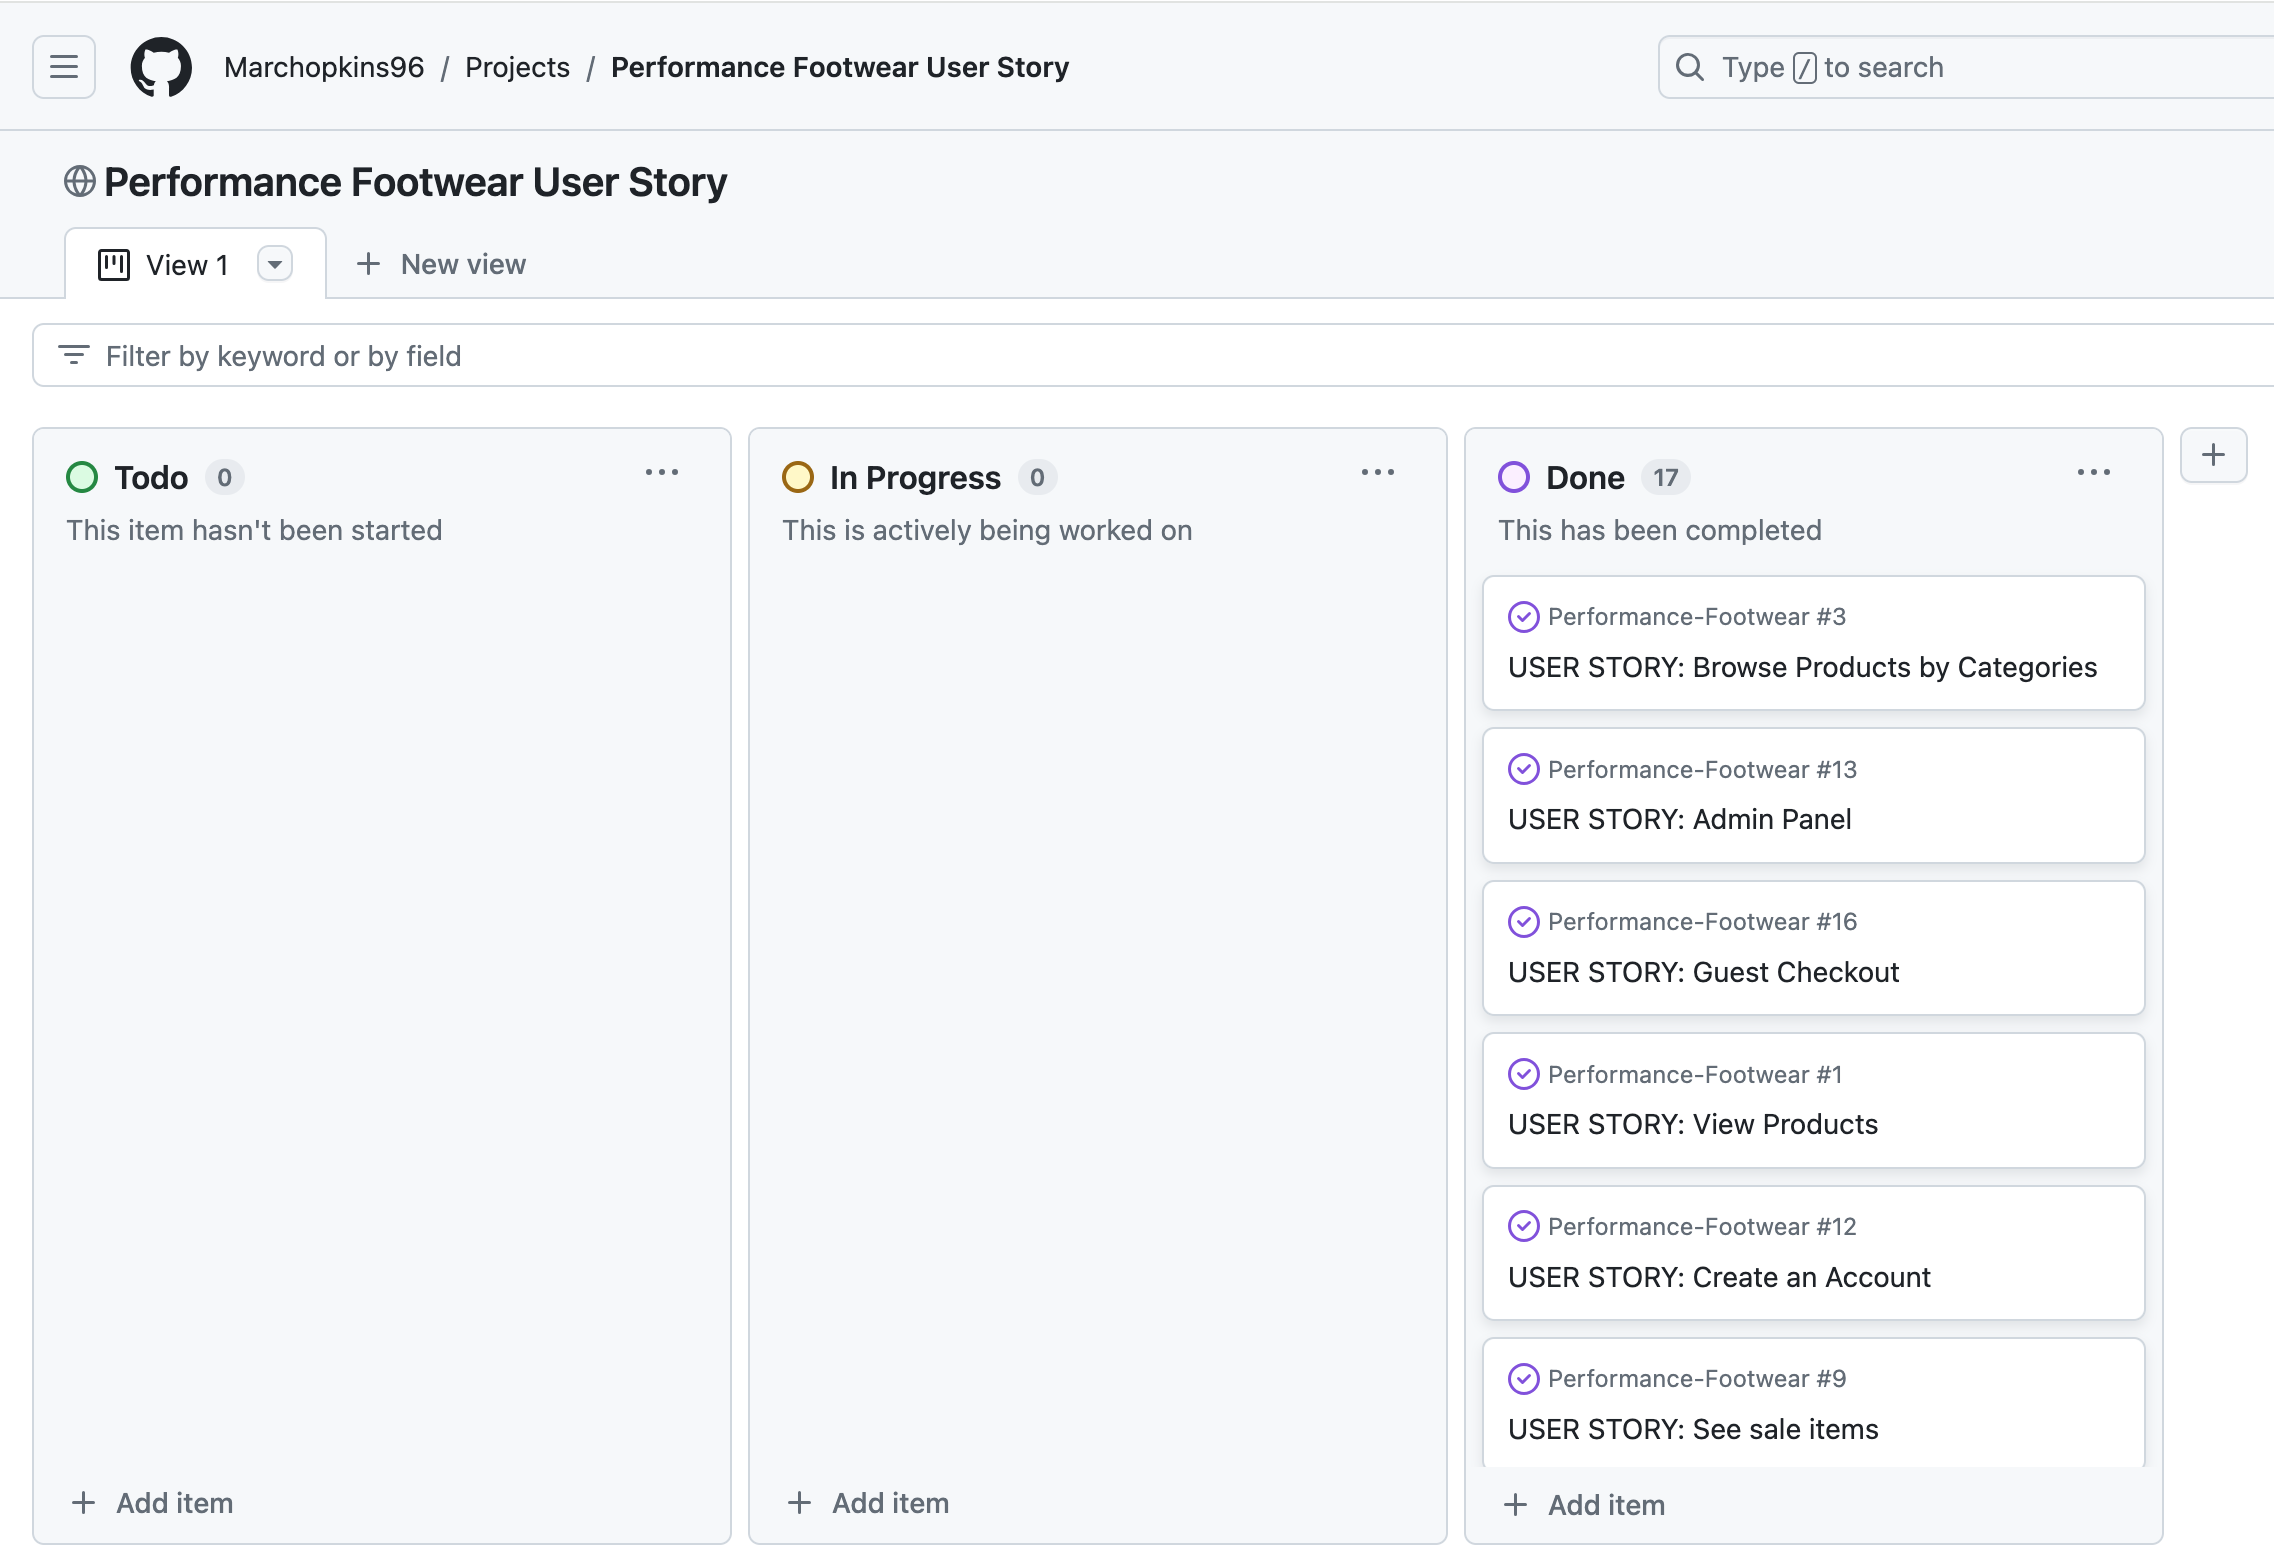 Marchopkins96 / Projects / Performance Footwear User Story
Type / to search
Performance Footwear User Story
View 1
New view
Filter by keyword or by field
Todo 0
This item hasn't been started
Add item
In Progress 0
This is actively being worked on
Add item
Done 17
This has been completed
Performance-Footwear #3
USER STORY: Browse Products by Categories
Performance-Footwear #13
USER STORY: Admin Panel
Performance-Footwear #16
USER STORY: Guest Checkout
Performance-Footwear #1
USER STORY: View Products
Performance-Footwear #12
USER STORY: Create an Account
Performance-Footwear #9
USER STORY: See sale items
Add item